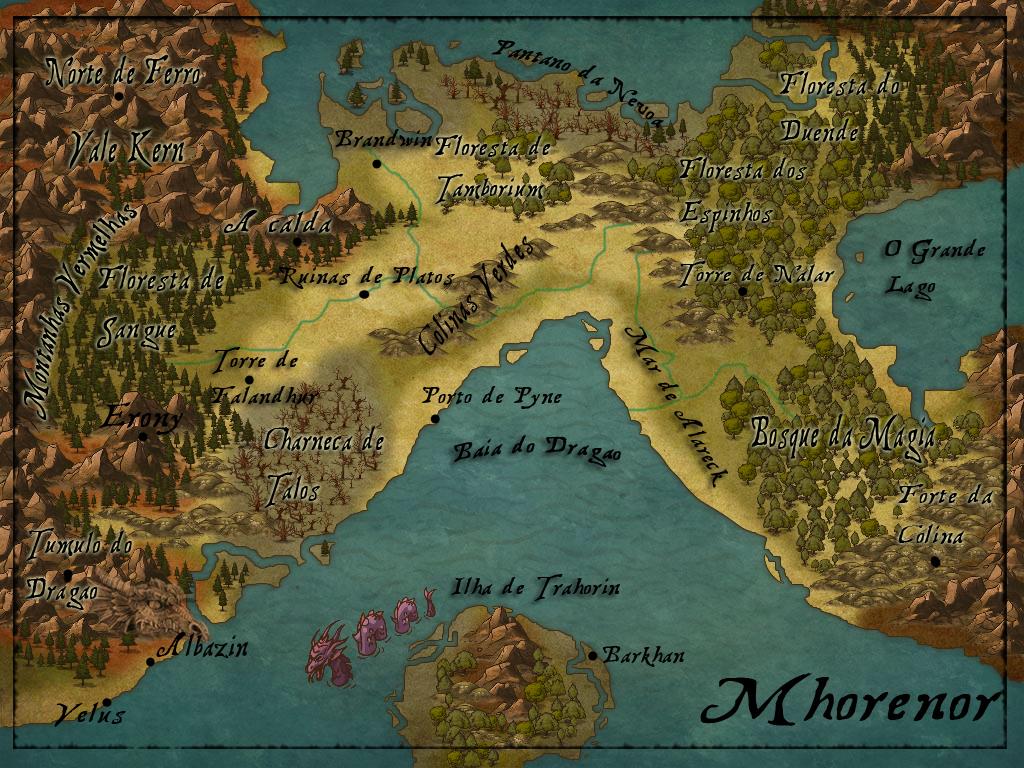 Pantano da Nevoa
Norte de Ferro
Floresta do
Duende
Vale Kern
Brandwin
Floresta de
Tamborium
Floresta dos
Espinhos
A calda
Montanhas Vermelhas
Floresta de
Sangue
Ruinas de Platos
Colinas Verdes
Torre de Nalar
O Grande
Lago
Torre de
Talandhur
Mar de Alareck
Porto de Pyne
Erony
Charneca de
Talos
Baia do Dragao
Bosque da Magia
Forte da
Colina
Tumulo do
Dragao
Ilha de Trahorin
Albazin
Barkhan
Velus
Mhorenor